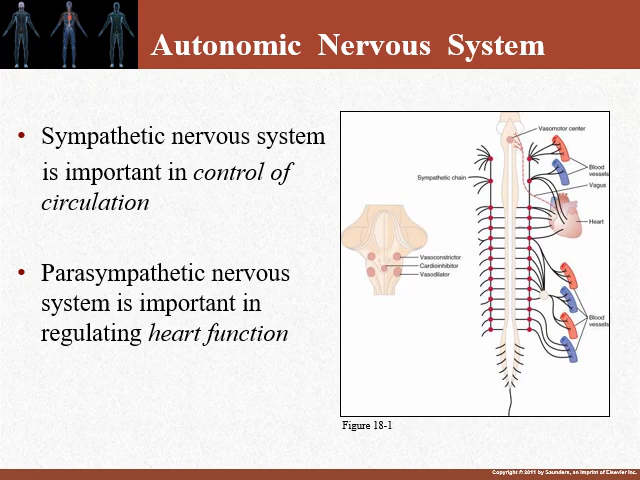 Autonomic Nervous System
• Sympathetic nervous system
is important in control of
circulation
• Parasympathetic nervous
system is important in
regulating heart function
Vasomotor center
Blood
vessels
Sympathetic chain
Vagus
Heart
Vasoconstrictor
Cardioinhibitor
Vasodilator
Blood
vessels
Figure 18-1
Copyright © 2011 by Saunders, an imprint of Elsevier Inc.